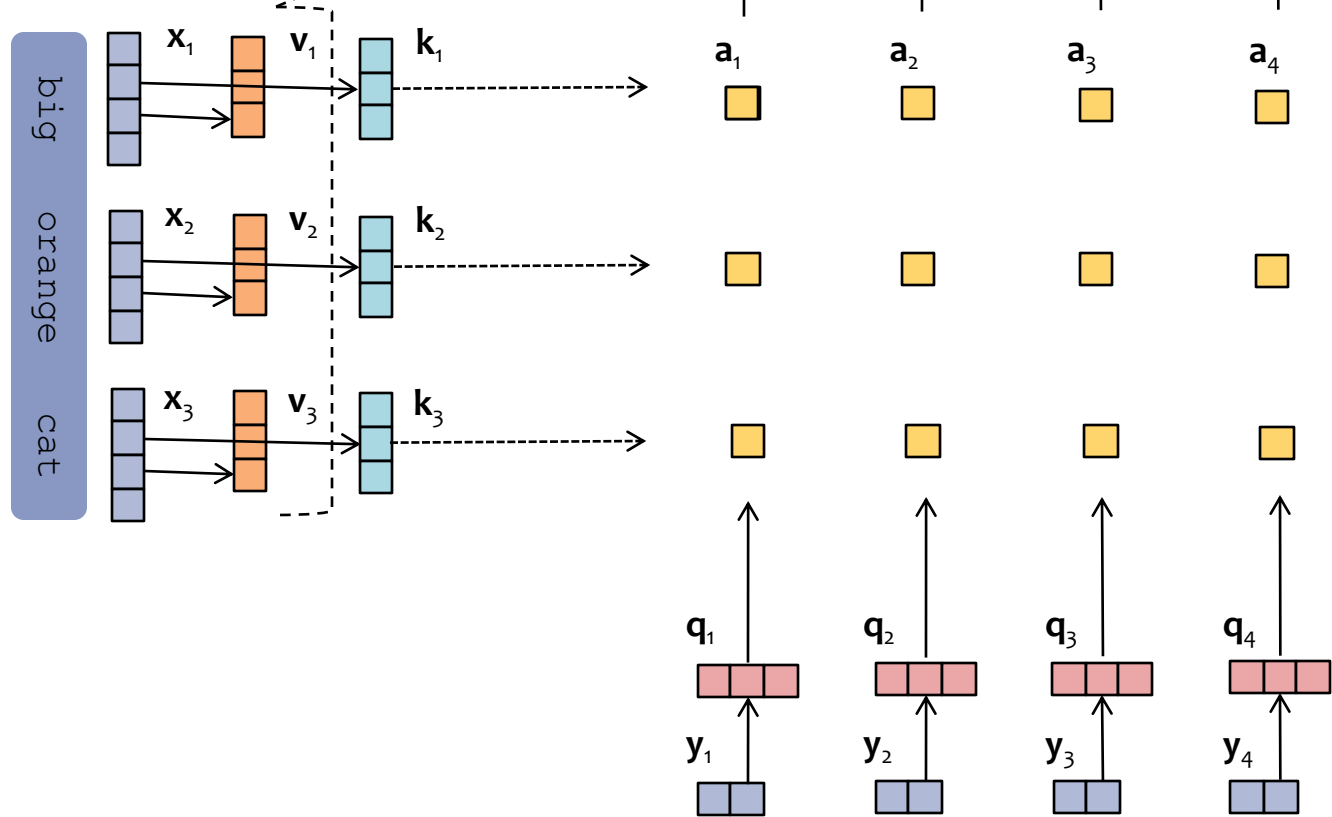 big orange cat
x₁ v₁ k₁ a₁ a₂ a₃ a₄
x₂ v₂ k₂
x₃ v₃ k₃
q₁ q₂ q₃ q₄
y₁ y₂ y₃ y₄